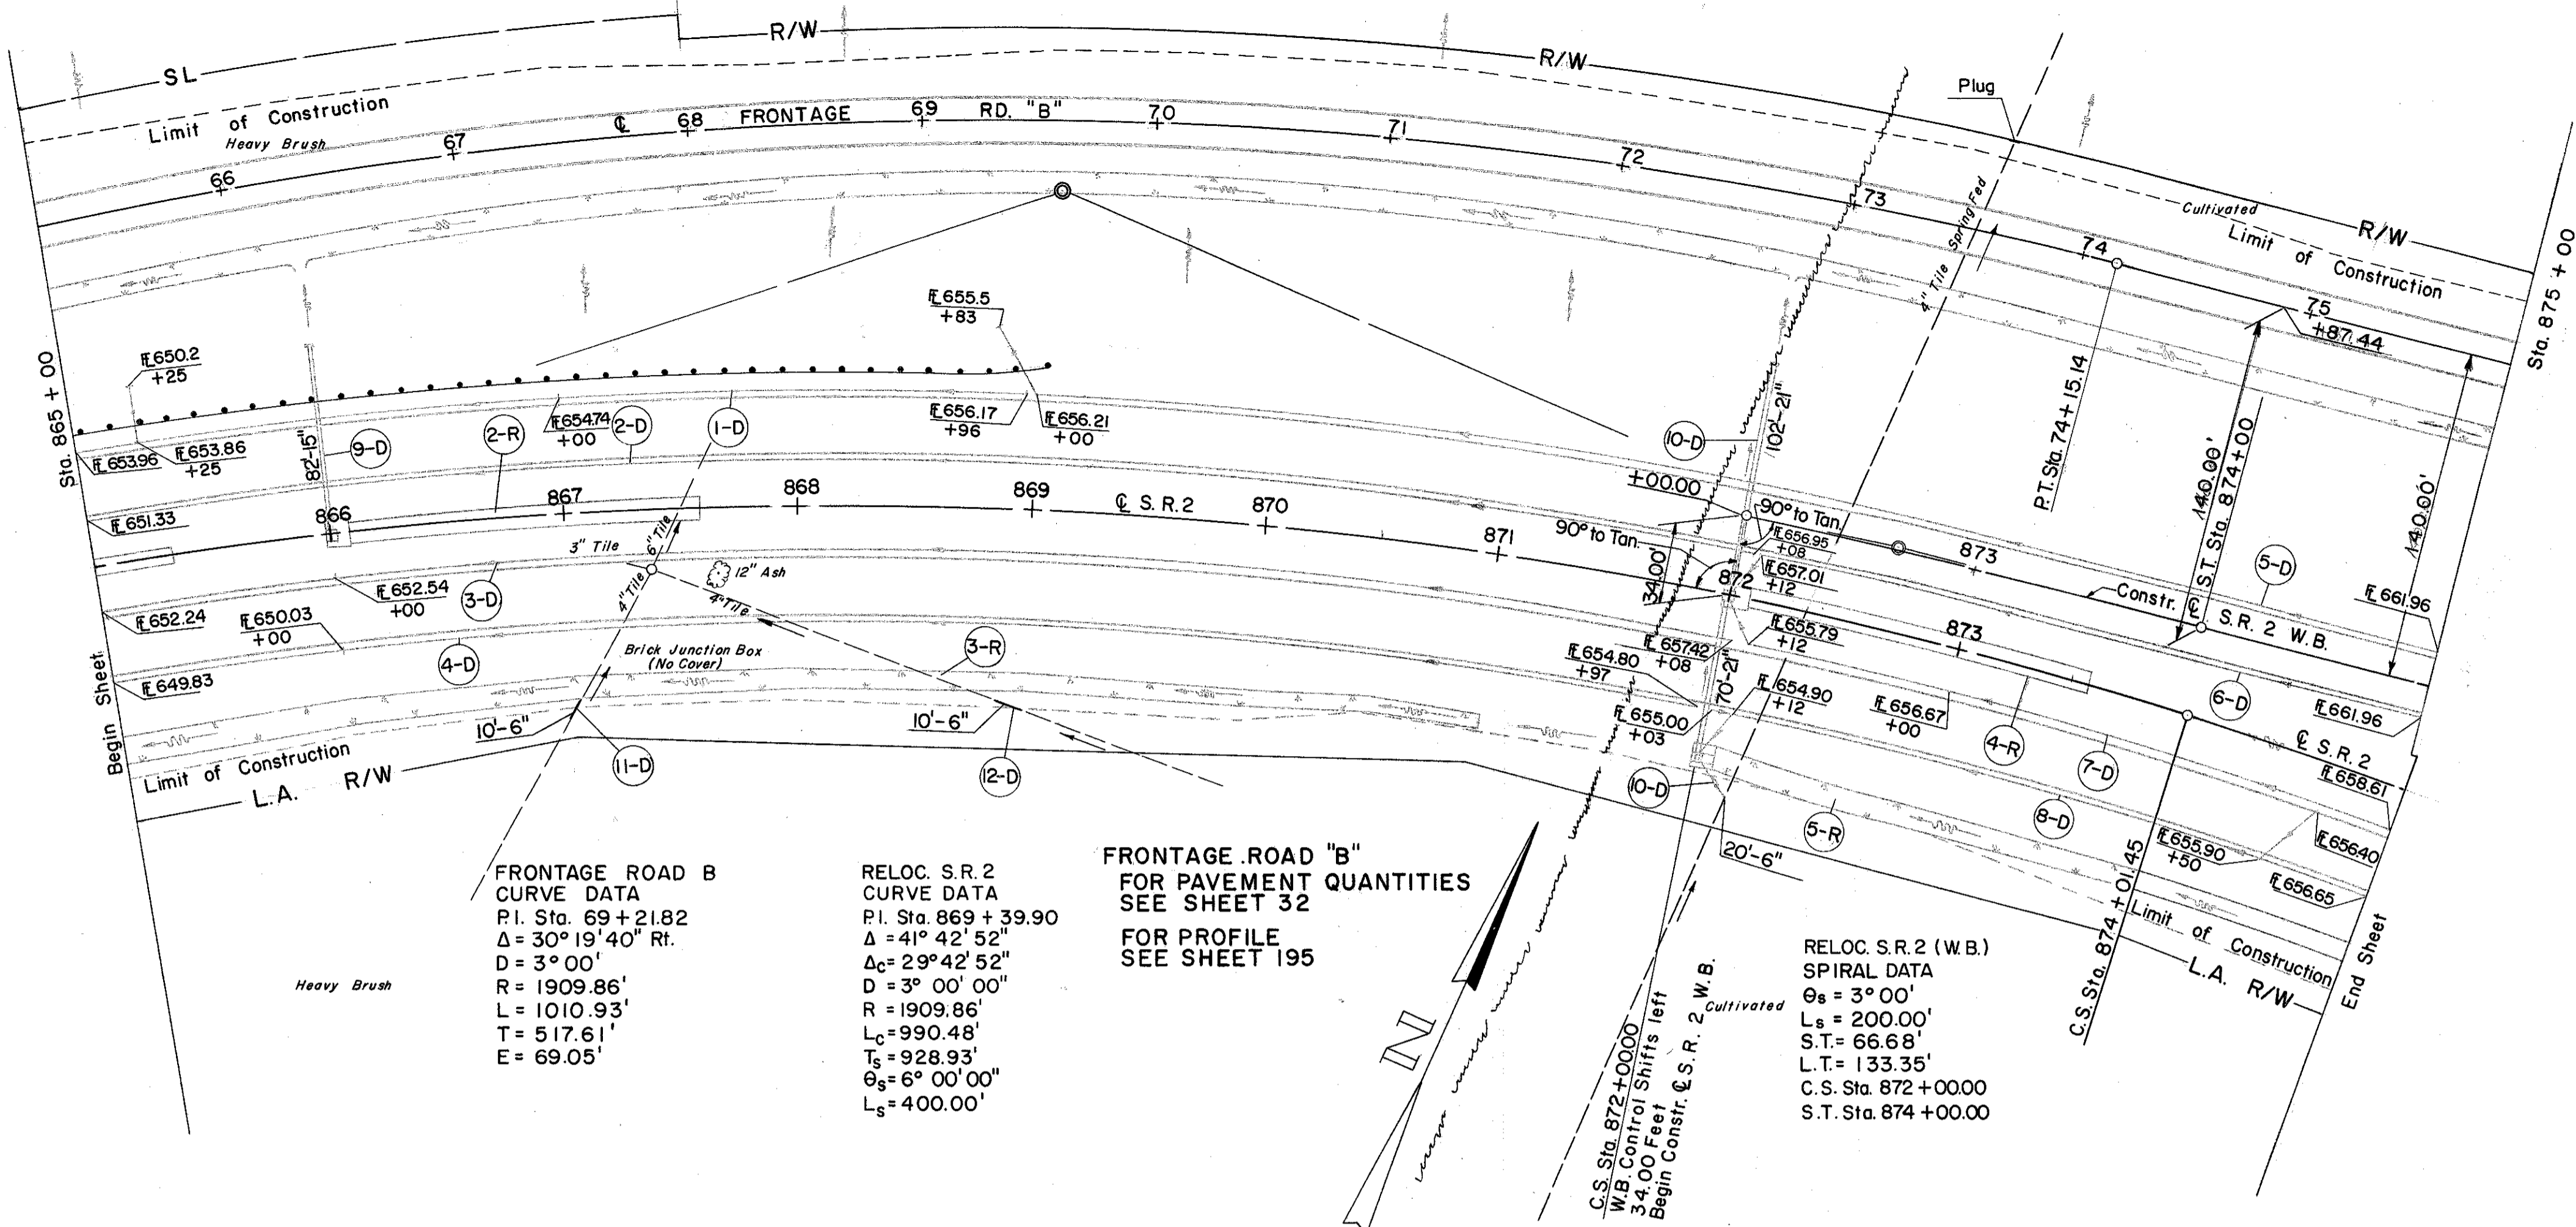 R/W
SL
R/W
Plug
Limit of Construction
Heavy Brush
66
67
℄
68
FRONTAGE
69
RD. "B"
70
71
72
73
74
75
+87.44
Cultivated
R/W
Limit of Construction
Spring Fed
4" Tile
Sta. 875 + 00
Sta. 865 + 00
F̵L 650.2
+25
F̵L 655.5
+83
F̵L 653.96
F̵L 653.86
+25
82'-15"
9-D
2-R
F̵L 654.74
+00
2-D
1-D
F̵L 656.17
+96
F̵L 656.21
+00
10-D
102'-21"
+00.00
P.T. Sta. 74+15.14
140.00'
S.T. Sta. 874+00
140.00'
F̵L 651.33
866
867
868
869
℄ S.R.2
870
871
90° to Tan.
90° to Tan.
F̵L 656.95
+08
873
5-D
3" Tile
6" Tile
12" Ash
4" Tile
4" Tile
34.00'
872
F̵L 657.01
+12
Constr. ℄ S.R. 2 W.B.
F̵L 661.96
F̵L 652.24
F̵L 652.54
+00
3-D
F̵L 650.03
+00
4-D
Brick Junction Box
(No Cover)
3-R
F̵L 655.79
+12
873
F̵L 657.42
+08
F̵L 654.80
+97
70'-21"
6-D
F̵L 649.83
Begin Sheet
10'-6"
10'-6"
F̵L 655.00
+03
F̵L 654.90
+12
F̵L 656.67
+00
4-R
7-D
F̵L 661.96
℄ S.R. 2
F̵L 658.61
Limit of Construction
L.A. R/W
11-D
12-D
10-D
5-R
8-D
20'-6"
F̵L 655.90
+50
F̵L 656.40
F̵L 656.65
Limit of Construction
L.A. R/W
End Sheet
C.S. Sta. 874 + 01.45
Heavy Brush
FRONTAGE ROAD B
CURVE DATA
P.I. Sta. 69+21.82
Δ = 30° 19' 40" Rt.
D = 3° 00'
R = 1909.86'
L = 1010.93'
T = 517.61'
E = 69.05'
RELOC. S.R. 2
CURVE DATA
P.I. Sta. 869 + 39.90
Δ = 41° 42' 52"
Δc = 29° 42' 52"
D = 3° 00' 00"
R = 1909.86'
Lc = 990.48'
Ts = 928.93'
θs = 6° 00' 00"
Ls = 400.00'
FRONTAGE ROAD "B"
FOR PAVEMENT QUANTITIES
SEE SHEET 32
FOR PROFILE
SEE SHEET 195
N
C.S. Sta. 872+00.00
W.B. Control Shifts left
34.00 Feet
Begin Constr. ℄ S.R. 2 W.B.
Cultivated
RELOC. S.R. 2 (W.B.)
SPIRAL DATA
θs = 3° 00'
Ls = 200.00'
S.T. = 66.68'
L.T. = 133.35'
C.S. Sta. 872+00.00
S.T. Sta. 874+00.00